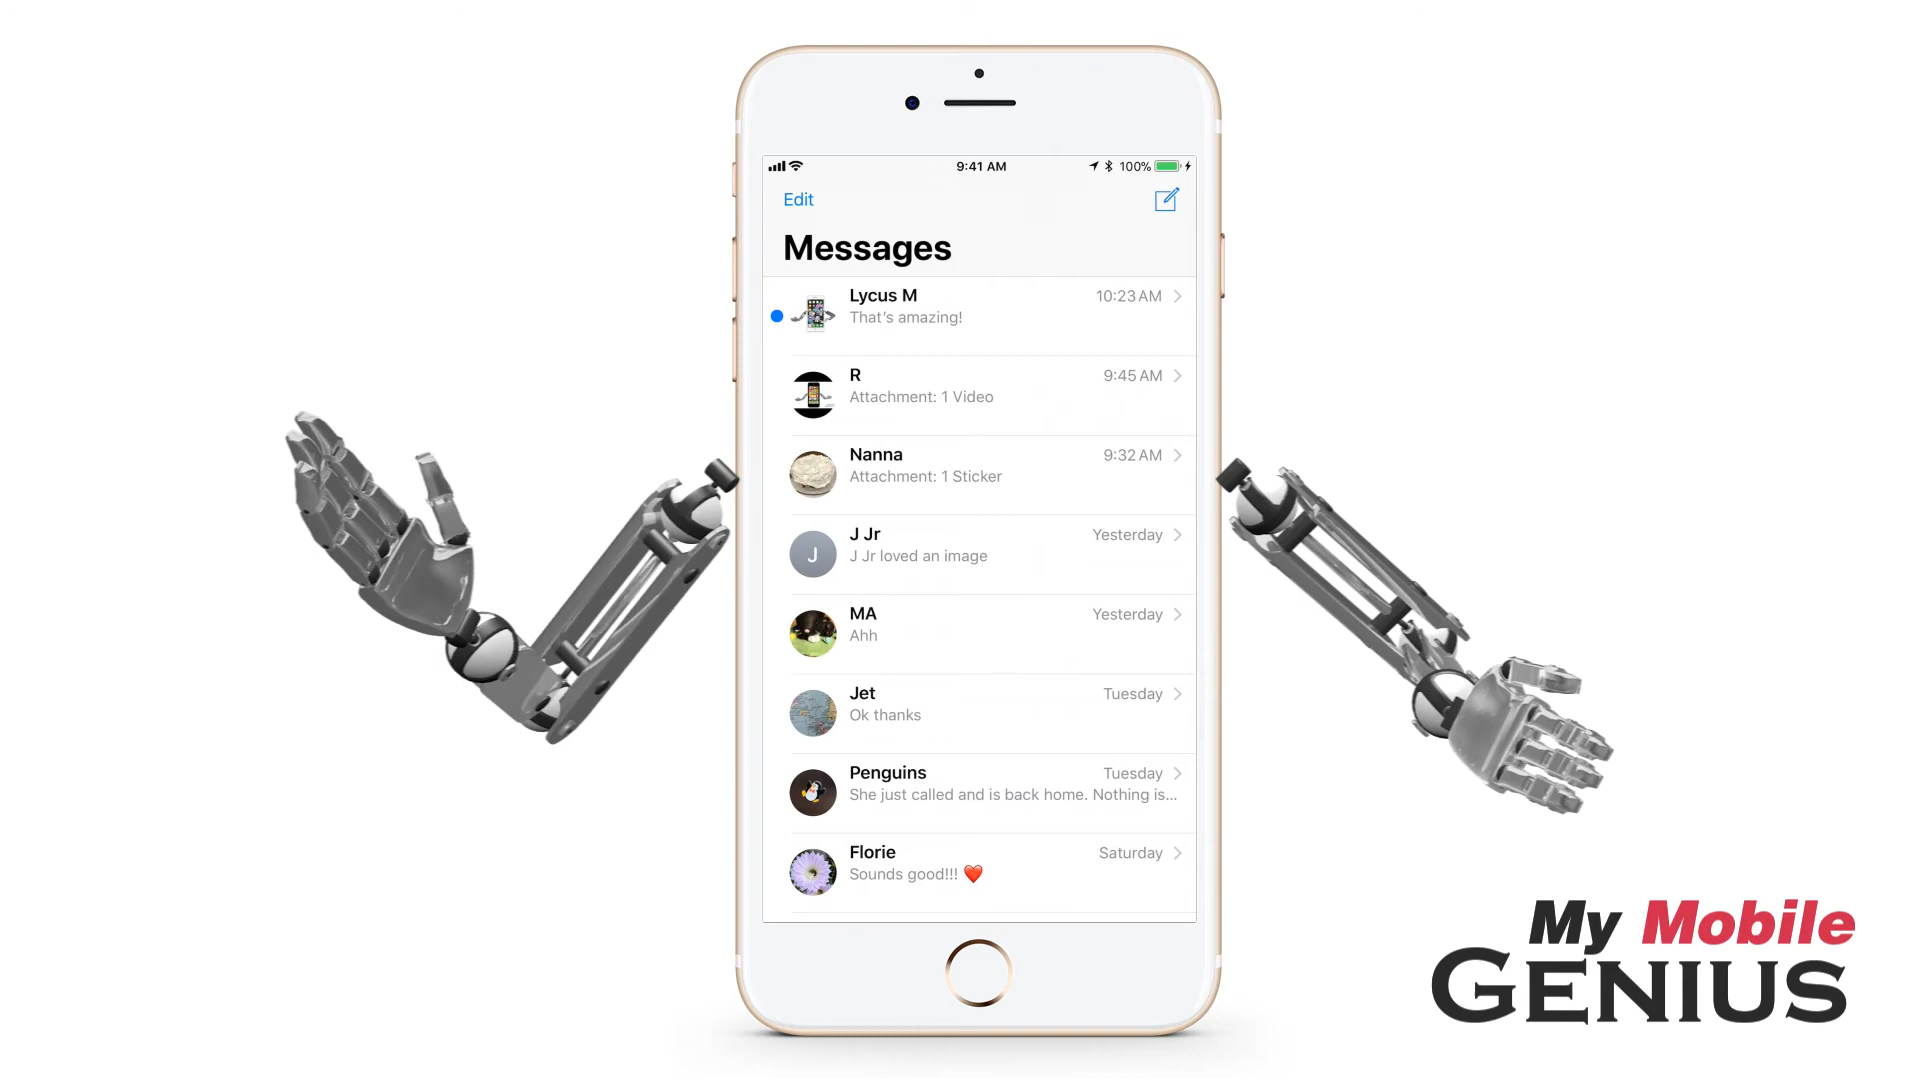 9:41 AM 100%
Edit
Messages
Lycus M 10:23 AM
That's amazing!
R 9:45 AM
Attachment: 1 Video
Nanna 9:32 AM
Attachment: 1 Sticker
J
J Jr Yesterday
J Jr loved an image
MA Yesterday
Ahh
Jet Tuesday
Ok thanks
Penguins Tuesday
She just called and is back home. Nothing is...
Florie Saturday
Sounds good!!! ❤️
My Mobile
GENIUS